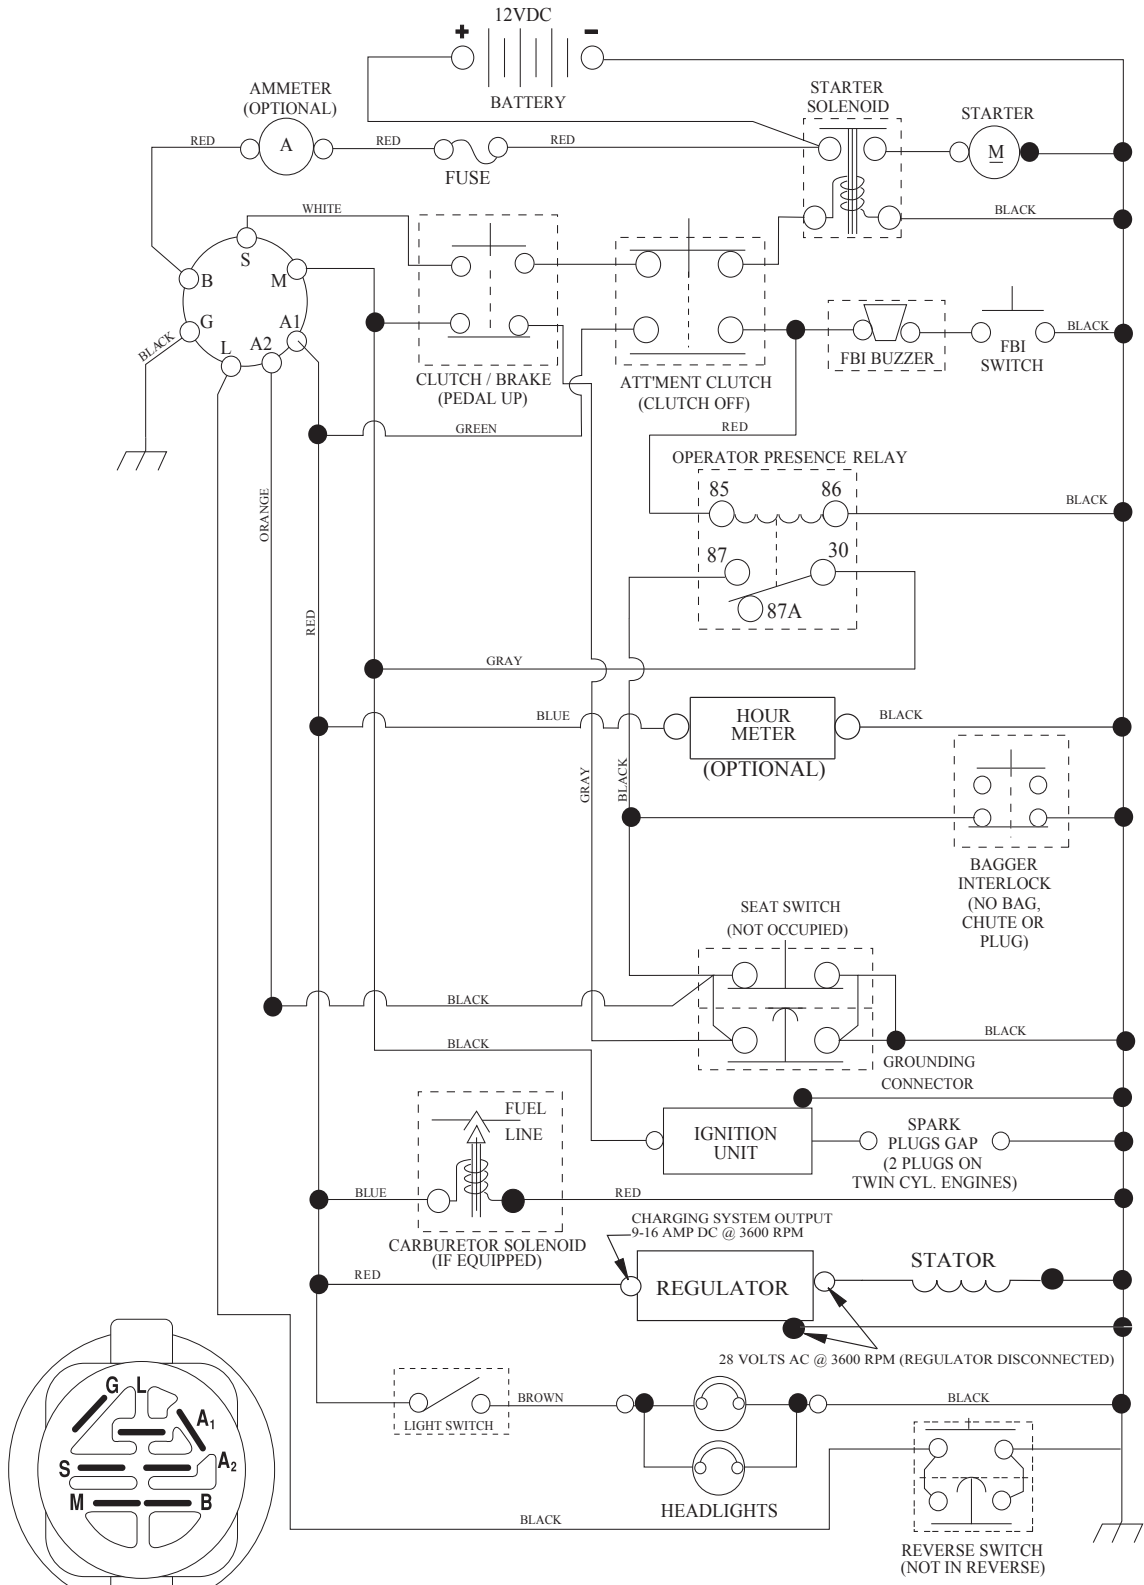 12VDC
+
-
BATTERY
AMMETER
(OPTIONAL)
A
RED
RED
RED
FUSE
STARTER
SOLENOID
STARTER
M
BLACK
WHITE
S
B
M
G
A1
A2
L
BLACK
CLUTCH / BRAKE
(PEDAL UP)
ATT'MENT CLUTCH
(CLUTCH OFF)
FBI BUZZER
FBI
SWITCH
BLACK
GREEN
RED
OPERATOR PRESENCE RELAY
85
86
BLACK
87
30
87A
ORANGE
RED
GRAY
BLUE
HOUR
METER
(OPTIONAL)
BLACK
GRAY
BLACK
BAGGER
INTERLOCK
(NO BAG,
CHUTE OR
PLUG)
SEAT SWITCH
(NOT OCCUPIED)
BLACK
BLACK
BLACK
GROUNDING
CONNECTOR
FUEL
LINE
IGNITION
UNIT
SPARK
PLUGS GAP
(2 PLUGS ON
TWIN CYL. ENGINES)
BLUE
RED
CARBURETOR SOLENOID
(IF EQUIPPED)
CHARGING SYSTEM OUTPUT
9-16 AMP DC @ 3600 RPM
RED
REGULATOR
STATOR
28 VOLTS AC @ 3600 RPM (REGULATOR DISCONNECTED)
BROWN
LIGHT SWITCH
BLACK
HEADLIGHTS
BLACK
REVERSE SWITCH
(NOT IN REVERSE)
G
L
A1
S
A2
M
B